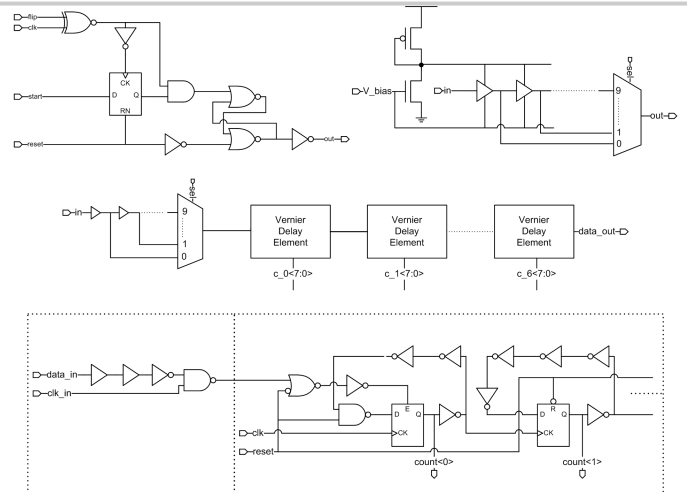 flip
clk
CK
start
D Q
RN
reset
out
V_bias
in
sel
9
1
0
out
in
sel
9
1
0
Vernier
Delay
Element
Vernier
Delay
Element
Vernier
Delay
Element
data_out
c_0<7:0>
c_1<7:0>
c_6<7:0>
data_in
clk_in
E
D Q
CK
R
D Q
CK
clk
reset
count<0>
count<1>